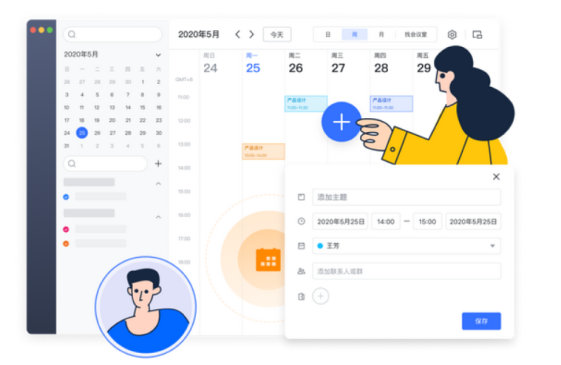 2020年5月
日 一 二 三 四 五 六
26 27 28 29 30 1 2
3 4 5 6 7 8 9
10 11 12 13 14 15 16
17 18 19 20 21 22 23
24 25 26 27 28 29 30
31 1 2 3 4 5 6
2020年5月 今天 日 周 月 找会议室
周日 周一 周二 周三 周四 周五
24 25 26 27 28 29
GMT+8
11:00
产品设计
产品设计
12:00
13:00
产品设计
14:00
15:00
16:00
17:00
18:00
添加主题
2020年5月25日 14:00 — 15:00 2020年5月25日
王芳
添加联系人或群
保存